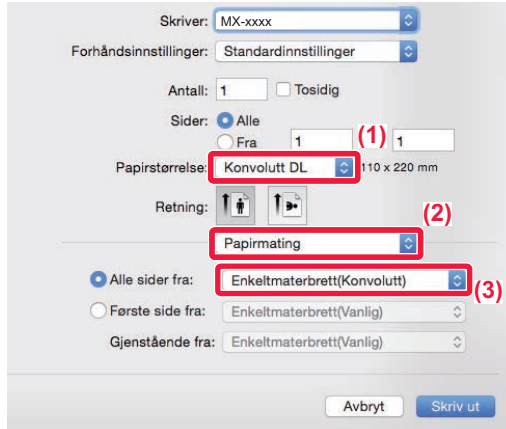 Skriver: MX-xxxx
Forhåndsinnstillinger: Standardinnstillinger
Antall: 1 Tosidig
Sider: Alle
(1)
Fra 1 1
Papirstørrelse: Konvolutt DL 110 x 220 mm
Retning:
(2)
Papirmating
Alle sider fra: Enkeltmaterbrett(Konvolutt)
(3)
Første side fra: Enkeltmaterbrett(Vanlig)
Gjenstående fra: Enkeltmaterbrett(Vanlig)
Avbryt Skriv ut